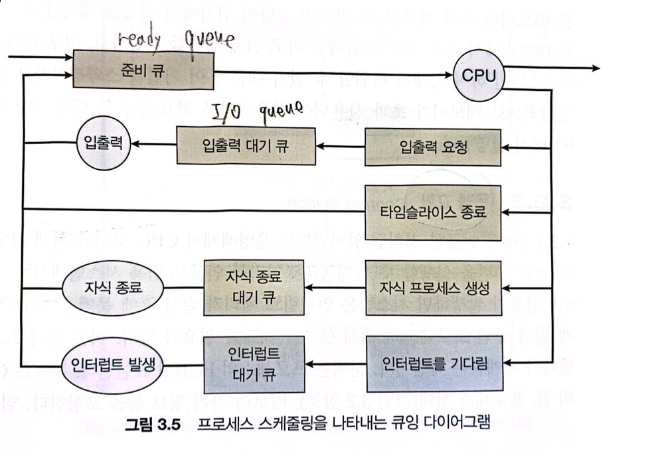 ready queue
준비 큐
CPU
I/O queue
입출력
입출력 대기 큐
입출력 요청
타임슬라이스 종료
자식 종료
자식 종료
대기 큐
자식 프로세스 생성
인터럽트 발생
인터럽트
대기 큐
인터럽트를 기다림
그림 3.5 프로세스 스케줄링을 나타내는 큐잉 다이어그램